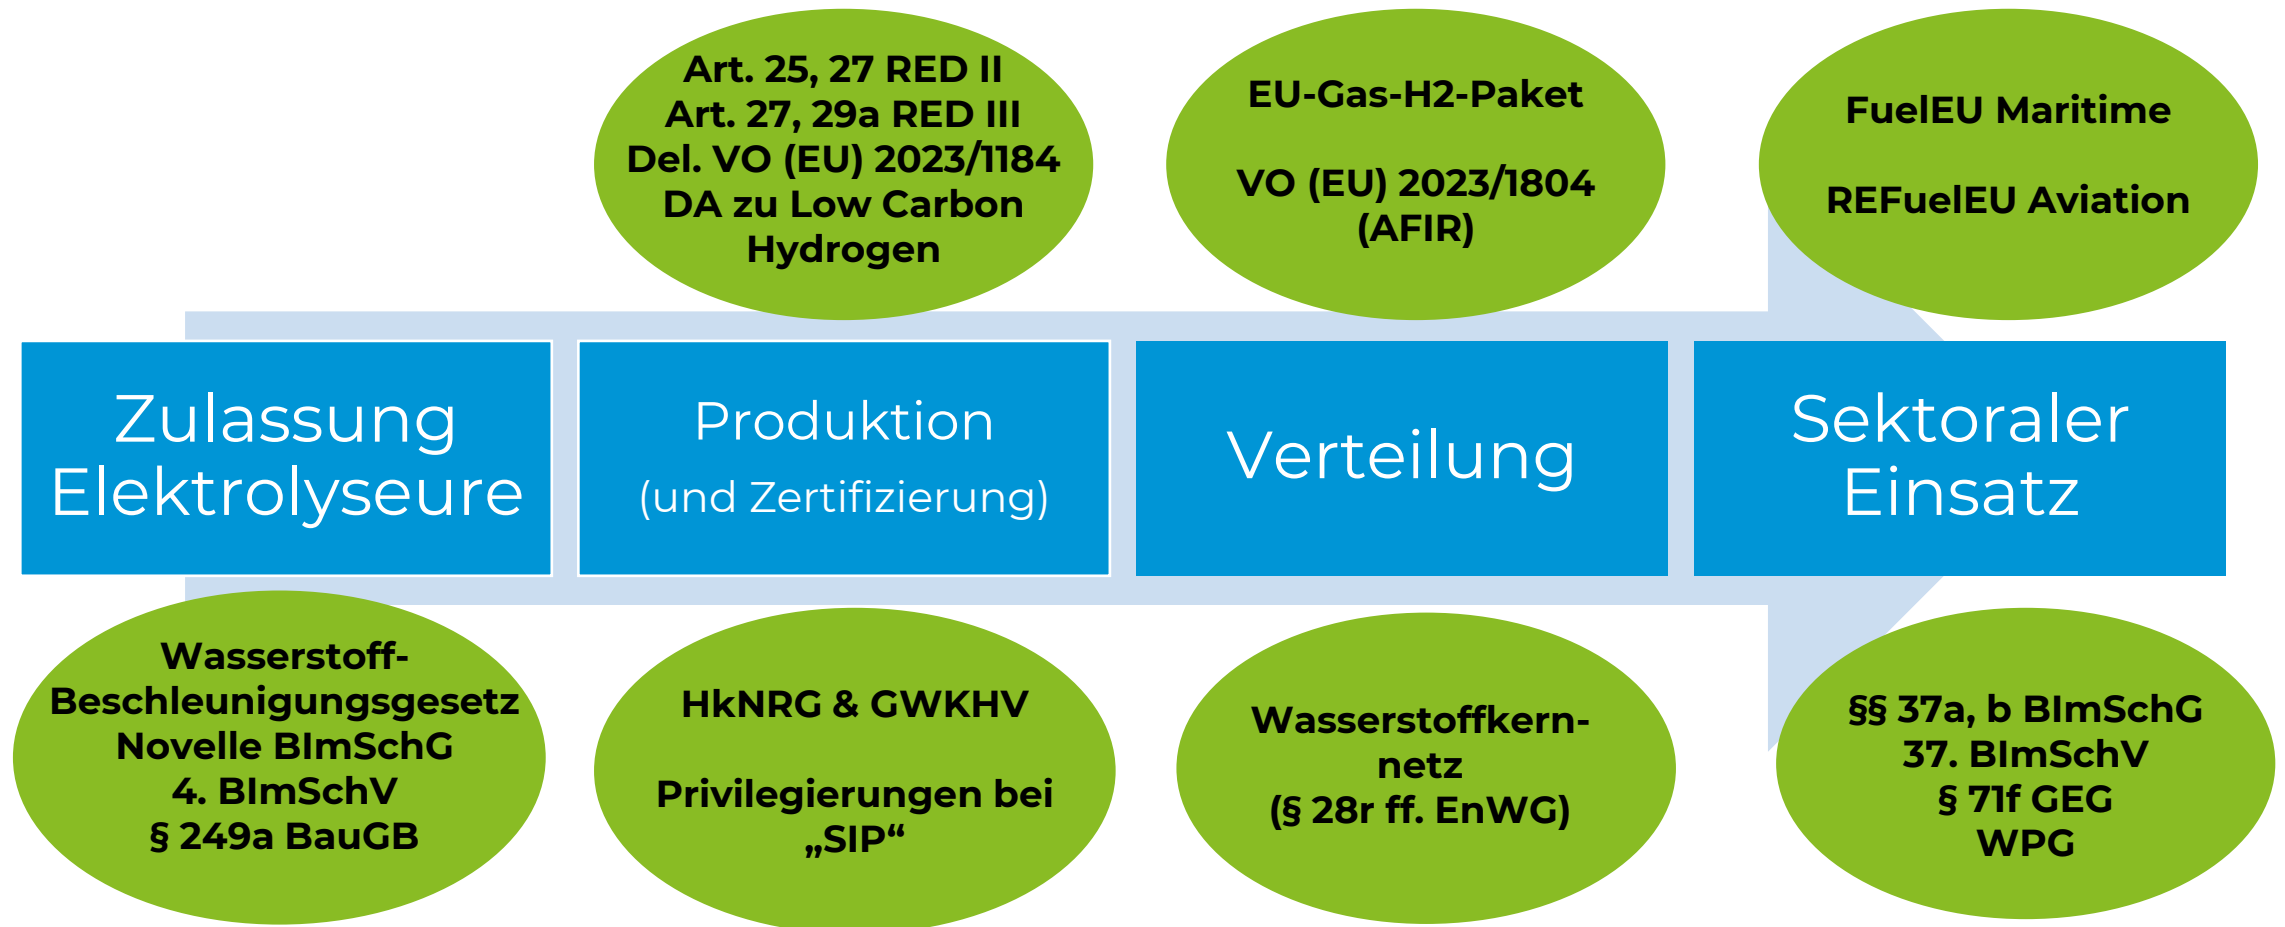 Art. 25, 27 RED II
Art. 27, 29a RED III
Del. VO (EU) 2023/1184
DA zu Low Carbon
Hydrogen
EU-Gas-H2-Paket
VO (EU) 2023/1804
(AFIR)
FuelEU Maritime
REFuelEU Aviation
Zulassung
Elektrolyseure
Produktion
(und Zertifizierung)
Verteilung
Sektoraler
Einsatz
Wasserstoff-
Beschleunigungsgesetz
Novelle BImSchG
4. BImSchV
§ 249a BauGB
HkNRG & GWKHV
Privilegierungen bei
„SIP“
Wasserstoffkern-
netz
(§ 28r ff. EnWG)
§§ 37a, b BImSchG
37. BImSchV
§ 71f GEG
WPG